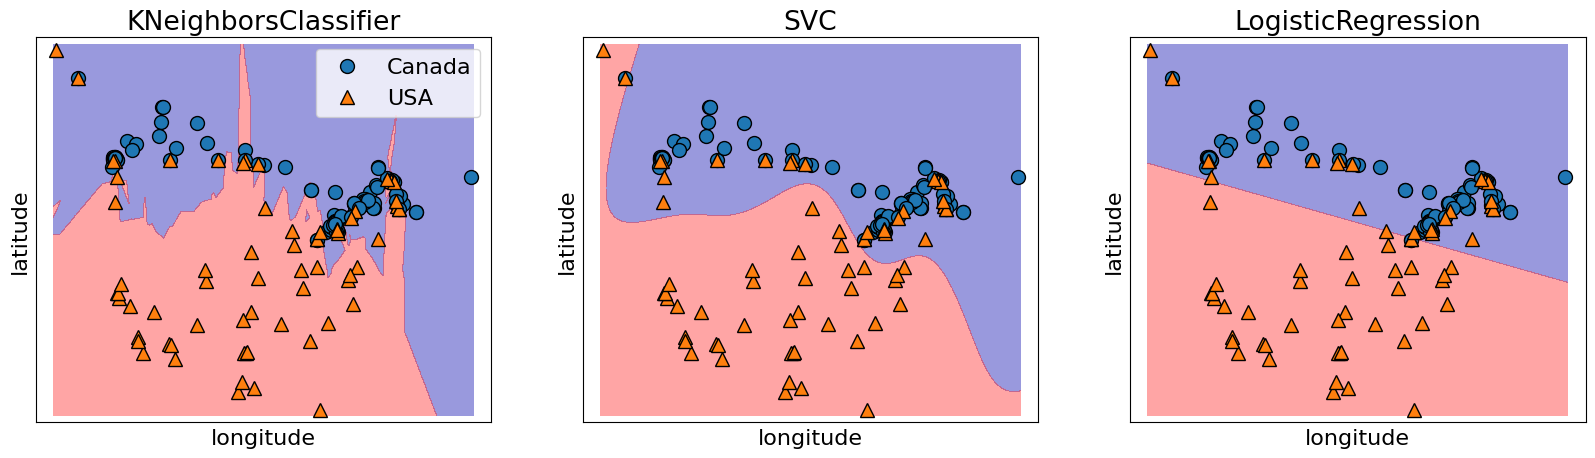 KNeighborsClassifier
Canada
USA
latitude
longitude
SVC
latitude
longitude
LogisticRegression
latitude
longitude